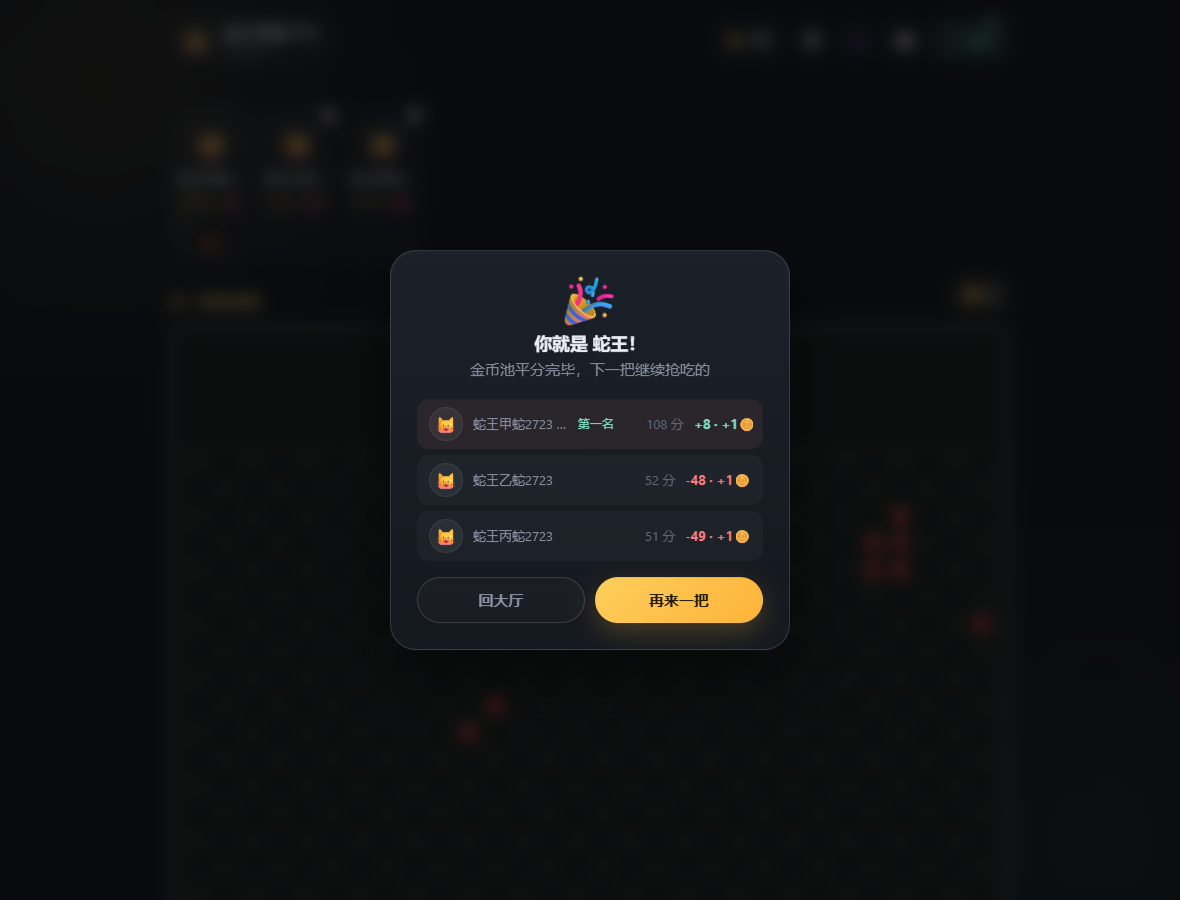 你就是 蛇王!
金币池平分完毕，下一把继续抢吃的
蛇王甲蛇2723 ... 第一名 108 分 +8 · +1
蛇王乙蛇2723 52 分 -48 · +1
蛇王丙蛇2723 51 分 -49 · +1
回大厅 再来一把